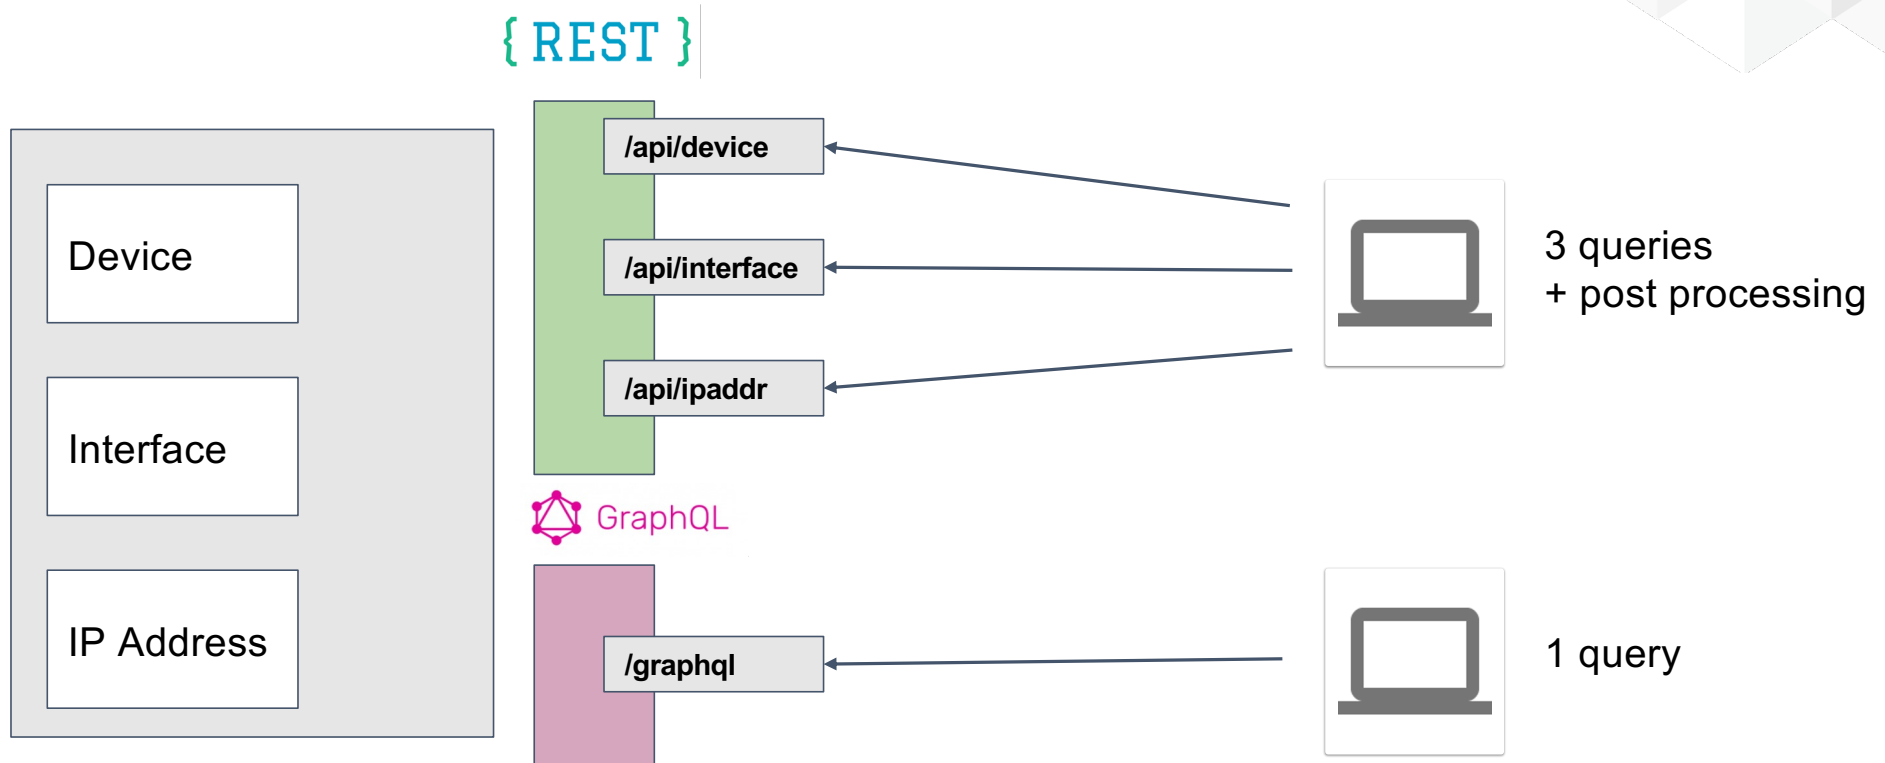 { REST }
Device
Interface
IP Address
/api/device
/api/interface
/api/ipaddr
3 queries
+ post processing
GraphQL
/graphql
1 query